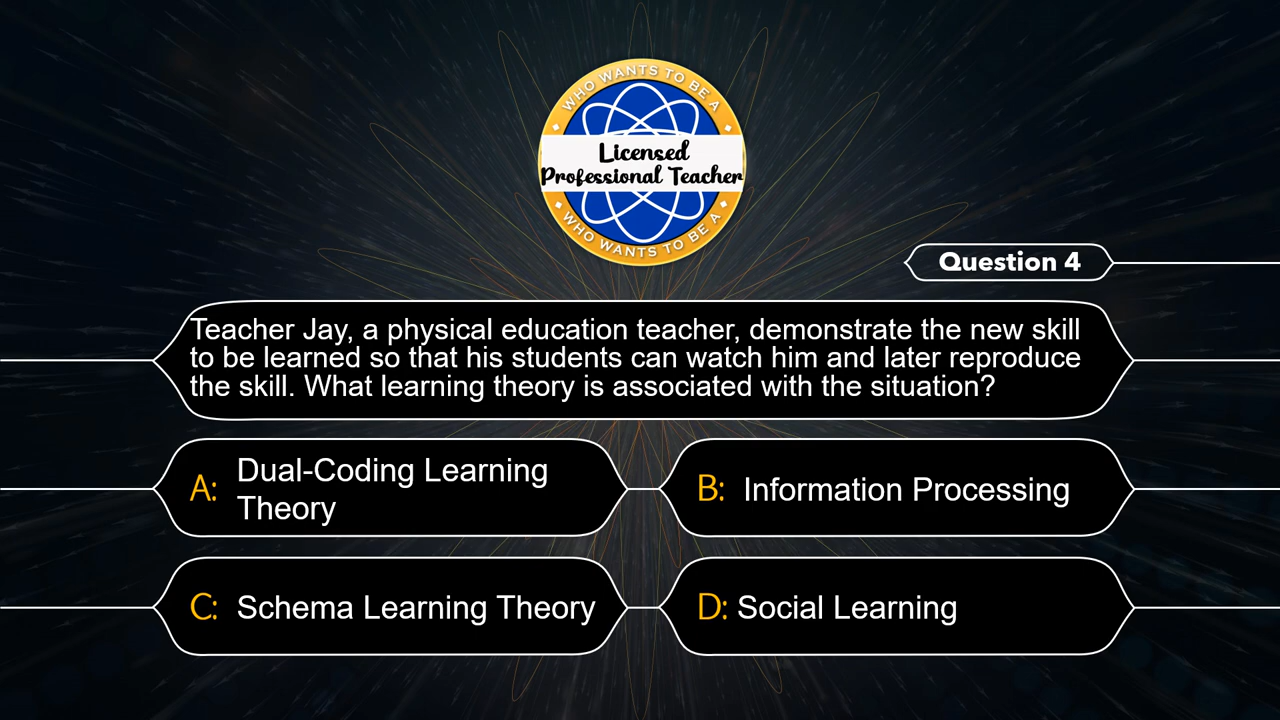 WHO WANTS TO BE A
Licensed
Professional Teacher
WHO WANTS TO BE A
Question 4
Teacher Jay, a physical education teacher, demonstrate the new skill
to be learned so that his students can watch him and later reproduce
the skill. What learning theory is associated with the situation?
A: Dual-Coding Learning
Theory
B: Information Processing
C: Schema Learning Theory
D: Social Learning